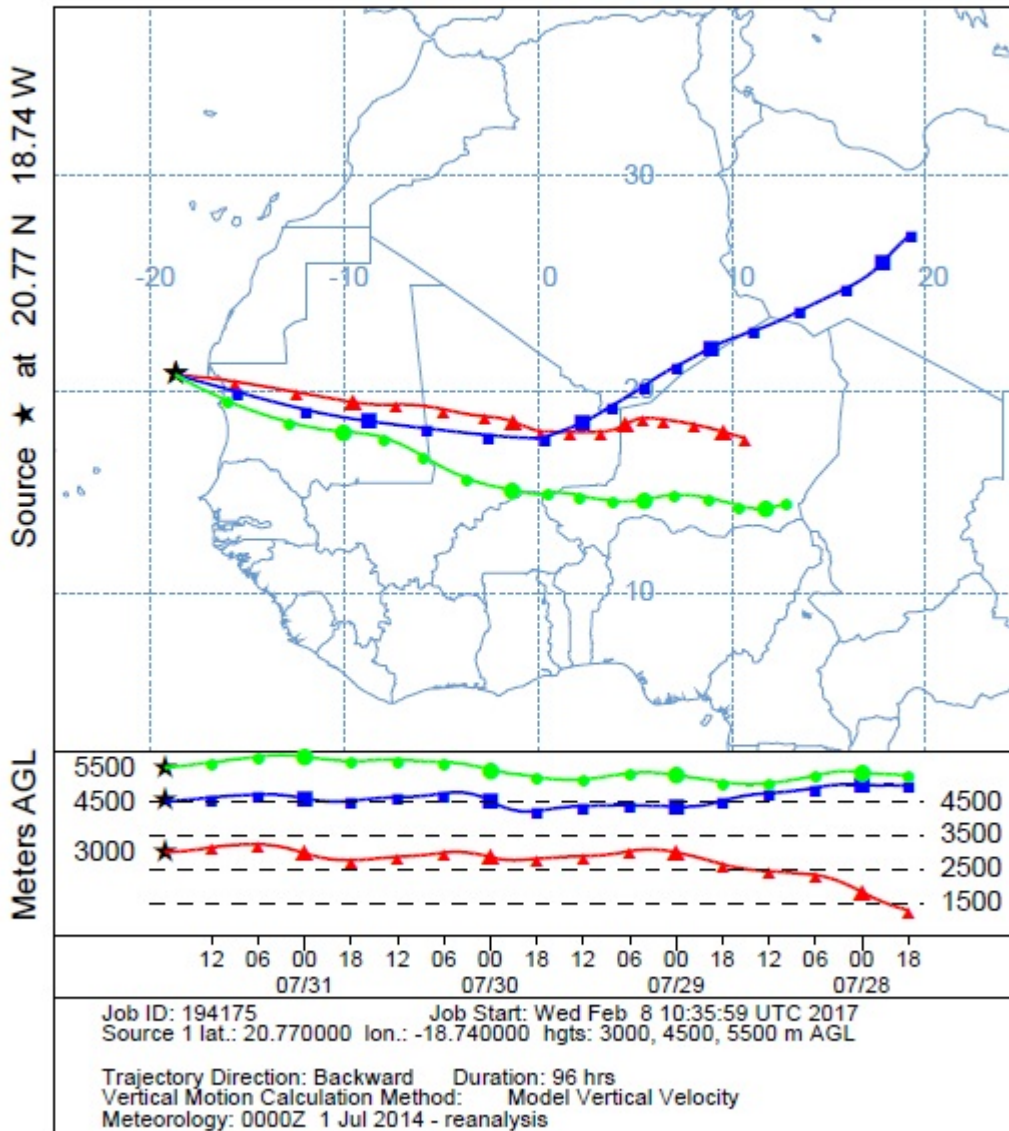 Source ★ at 20.77 N 18.74 W
30
-20 -10 0 10 20
20
10
Meters AGL
5500
4500 4500
3500
3000
2500
1500
12 06 00 18 12 06 00 18 12 06 00 18 12 06 00 18
07/31 07/30 07/29 07/28
Job ID: 194175 Job Start: Wed Feb 8 10:35:59 UTC 2017
Source 1 lat.: 20.770000 lon.: -18.740000 hgts: 3000, 4500, 5500 m AGL
Trajectory Direction: Backward Duration: 96 hrs
Vertical Motion Calculation Method: Model Vertical Velocity
Meteorology: 0000Z 1 Jul 2014 - reanalysis